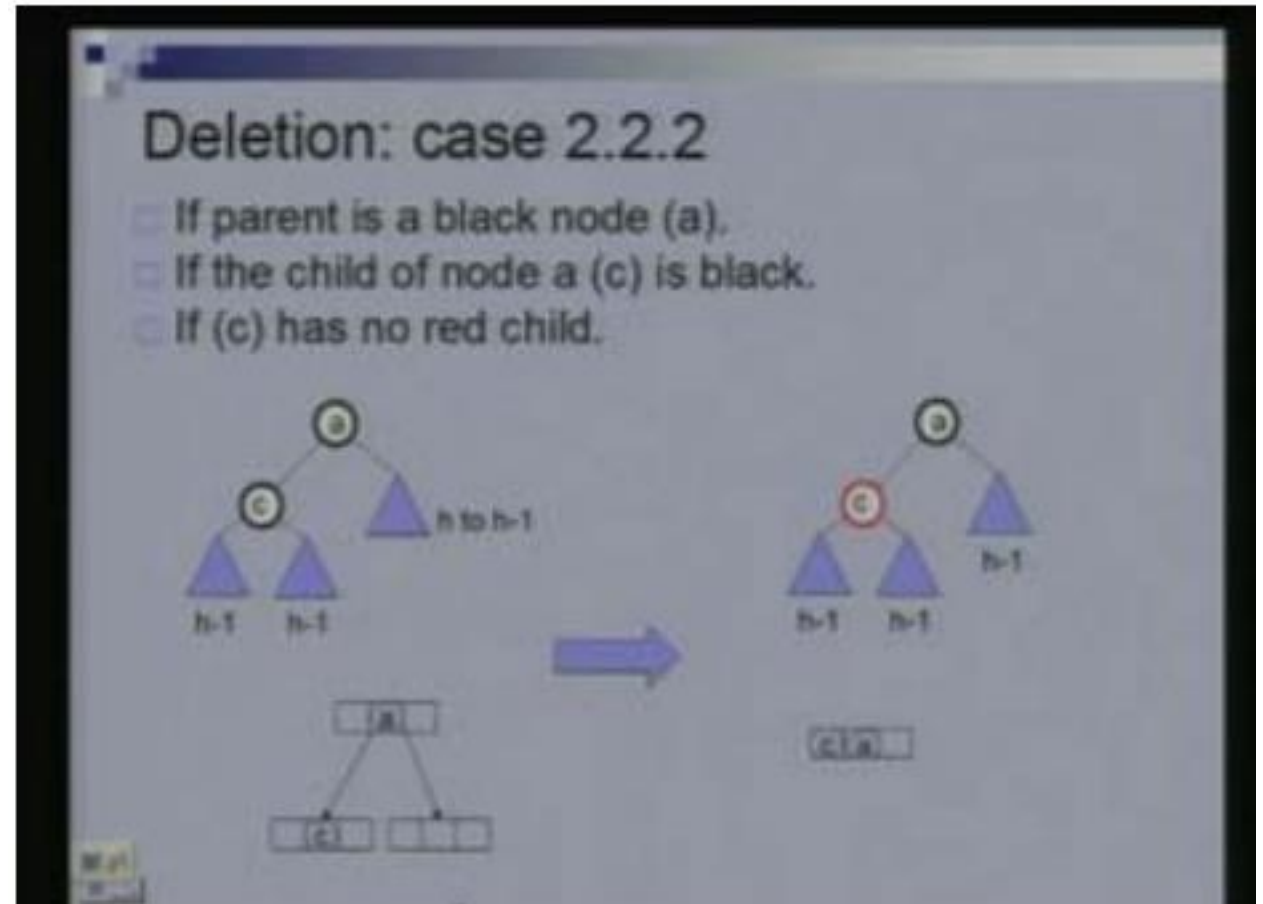 Deletion: case 2.2.2
If parent is a black node (a).
If the child of node a (c) is black.
If (c) has no red child.
a
a
c
h to h-1
c
h-1
h-1
h-1
h-1
h-1
a
c a
c